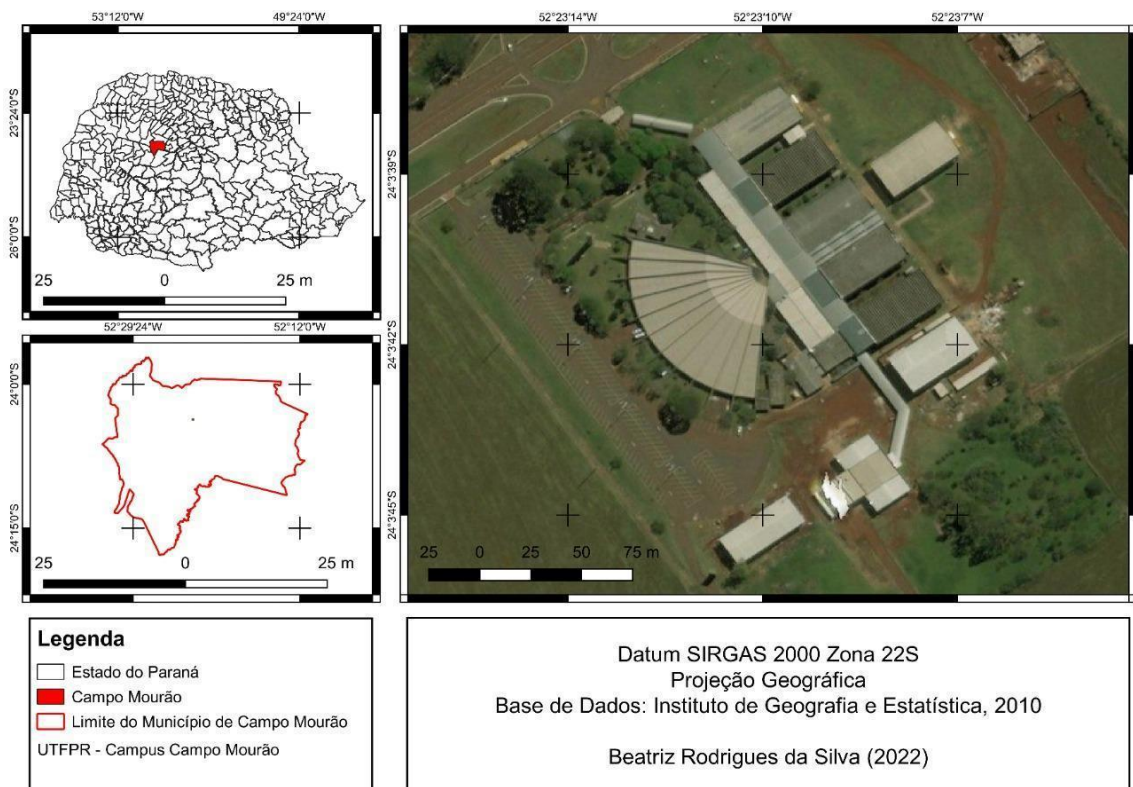 53°12'0"W 49°24'0"W
23°24'0"S
26°0'0"S
25 0 25 m
52°29'24"W 52°12'0"W
24°0'0"S
24°15'0"S
25 0 25 m
52°23'14"W 52°23'10"W 52°23'7"W
24°3'39"S
24°3'42"S
24°3'45"S
25 0 25 50 75 m
Legenda
Estado do Paraná
Campo Mourão
Limite do Município de Campo Mourão
UTFPR - Campus Campo Mourão
Datum SIRGAS 2000 Zona 22S
Projeção Geográfica
Base de Dados: Instituto de Geografia e Estatística, 2010
Beatriz Rodrigues da Silva (2022)